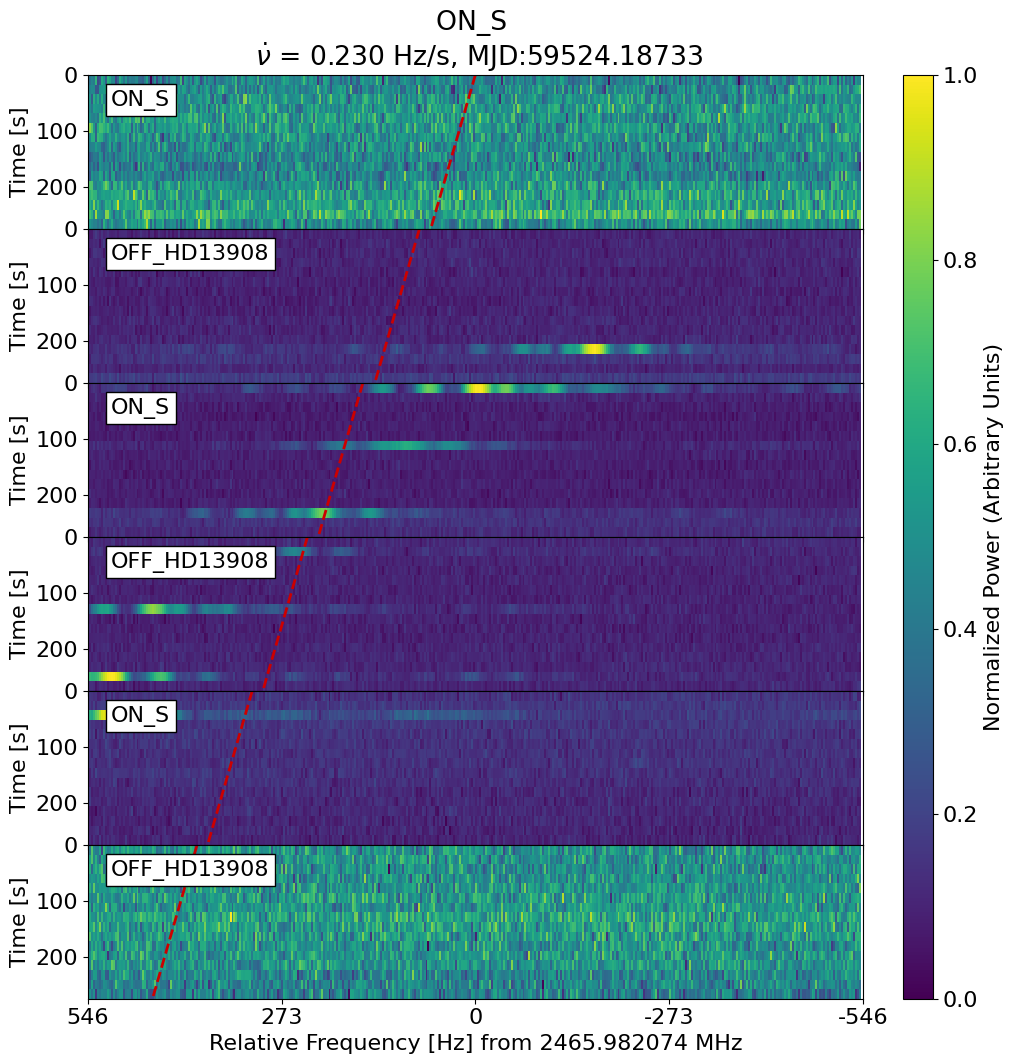 ON_S
ν̇ = 0.230 Hz/s, MJD:59524.18733
0
100
200
Time [s]
ON_S
0
100
200
Time [s]
OFF_HD13908
0
100
200
Time [s]
ON_S
0
100
200
Time [s]
OFF_HD13908
0
100
200
Time [s]
ON_S
0
100
200
Time [s]
OFF_HD13908
546 273 0 -273 -546
Relative Frequency [Hz] from 2465.982074 MHz
1.0
0.8
0.6
0.4
0.2
0.0
Normalized Power (Arbitrary Units)